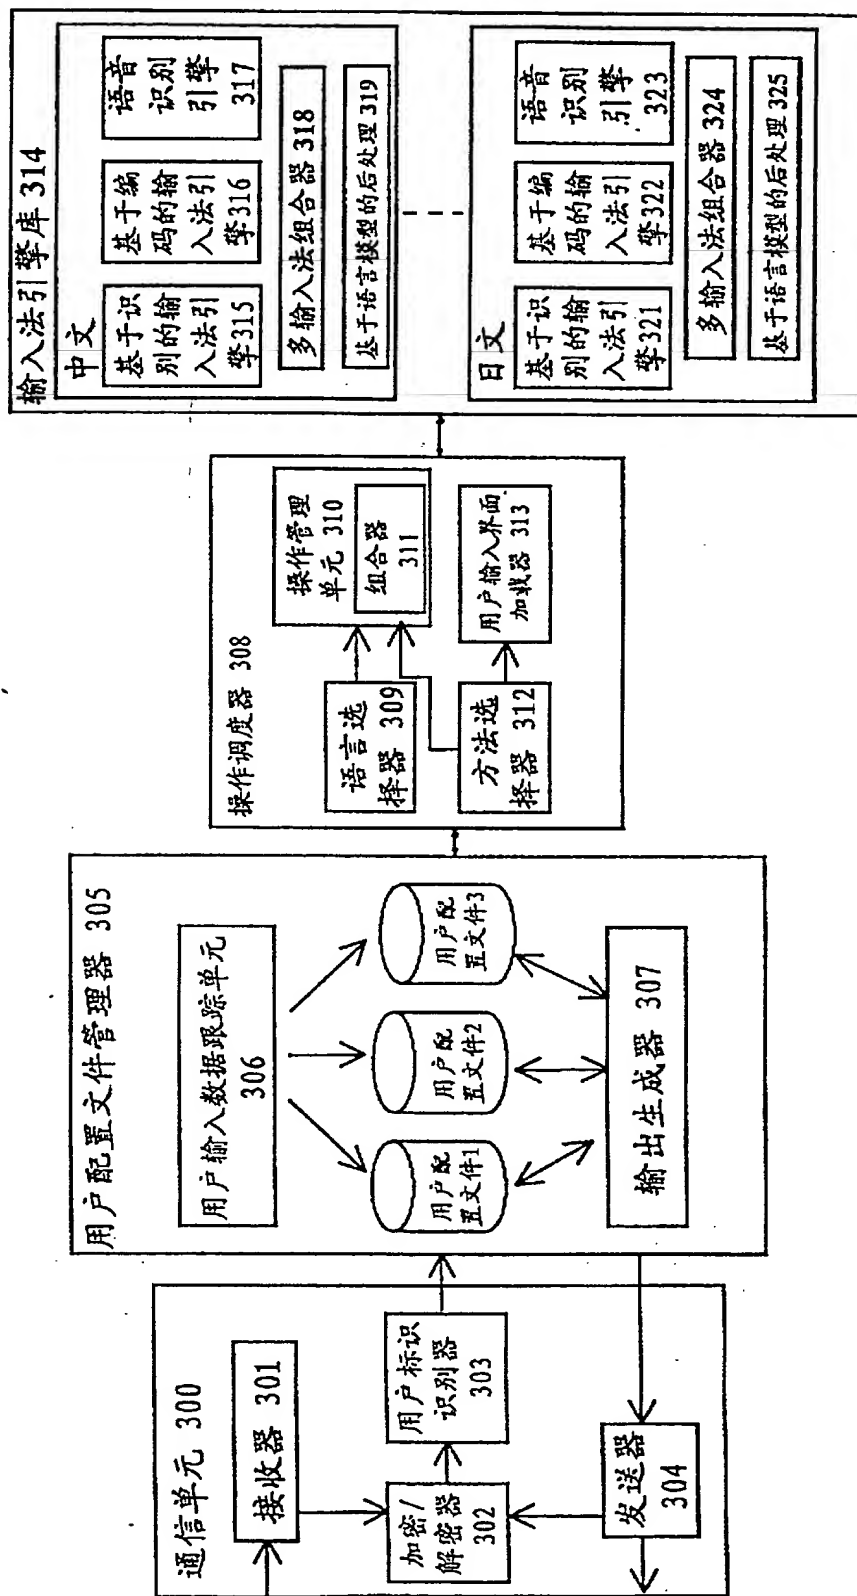 通信单元 300
接收器 301
加密/
解密器
302
用户标识
识别器
303
发送器
304
用户配置文件管理器 305
用户输入数据跟踪单元
306
用户配
置文件1
用户配
置文件2
用户配
置文件3
输出生成器 307
操作调度器 308
语言选
择器 309
操作管理
单元 310
组合器
311
方法选
择器 312
用户输入界面
加载器 313
输入法引擎库 314
中文
基于识
别的输
入法引
擎315
基于编
码的输
入法引
擎316
语音
识别
引擎
317
多输入法组合器 318
基于语言模型的后处理 319
日文
基于识
别的输
入法引
擎321
基于编
码的输
入法引
擎322
语音
识别
引擎
323
多输入法组合器 324
基于语言模型的后处理 325